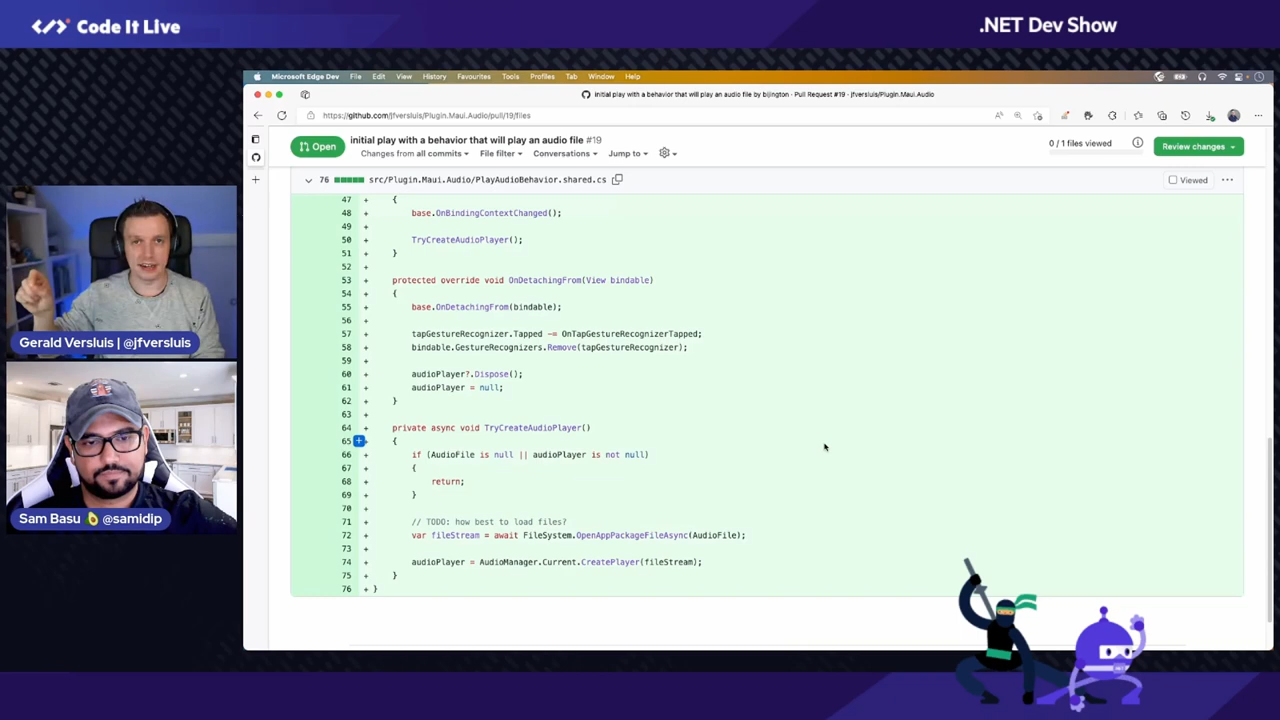 </> Code It Live
.NET Dev Show
Microsoft Edge Dev File Edit View History Favourites Tools Profiles Tab Window Help
initial play with a behavior that will play an audio file by bijington · Pull Request #19 · jfversluis/Plugin.Maui.Audio
https://github.com/jfversluis/Plugin.Maui.Audio/pull/19/files
Open
initial play with a behavior that will play an audio file #19
Changes from all commits File filter Conversations Jump to
0 / 1 files viewed
Review changes
76 src/Plugin.Maui.Audio/PlayAudioBehavior.shared.cs
Viewed
47 + {
48 + base.OnBindingContextChanged();
49 +
50 + TryCreateAudioPlayer();
51 + }
52 +
53 + protected override void OnDetachingFrom(View bindable)
54 + {
55 + base.OnDetachingFrom(bindable);
56 +
57 + tapGestureRecognizer.Tapped -= OnTapGestureRecognizerTapped;
58 + bindable.GestureRecognizers.Remove(tapGestureRecognizer);
59 +
60 + audioPlayer?.Dispose();
61 + audioPlayer = null;
62 + }
63 +
64 + private async void TryCreateAudioPlayer()
65 + {
66 + if (AudioFile is null || audioPlayer is not null)
67 + {
68 + return;
69 + }
70 +
71 + // TODO: how best to load files?
72 + var fileStream = await FileSystem.OpenAppPackageFileAsync(AudioFile);
73 +
74 + audioPlayer = AudioManager.Current.CreatePlayer(fileStream);
75 + }
76 + }
Gerald Versluis | @jfversluis
Sam Basu 🥑 @samidip